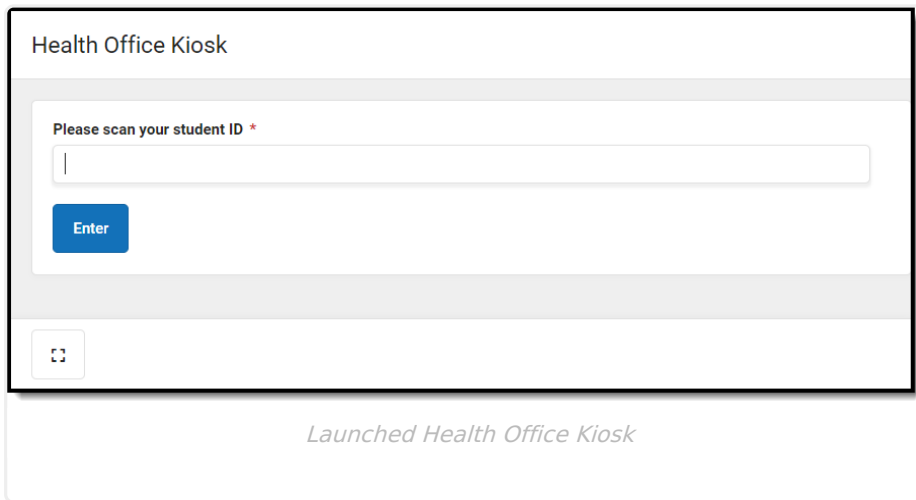 Health Office Kiosk
Please scan your student ID *
Enter
Launched Health Office Kiosk